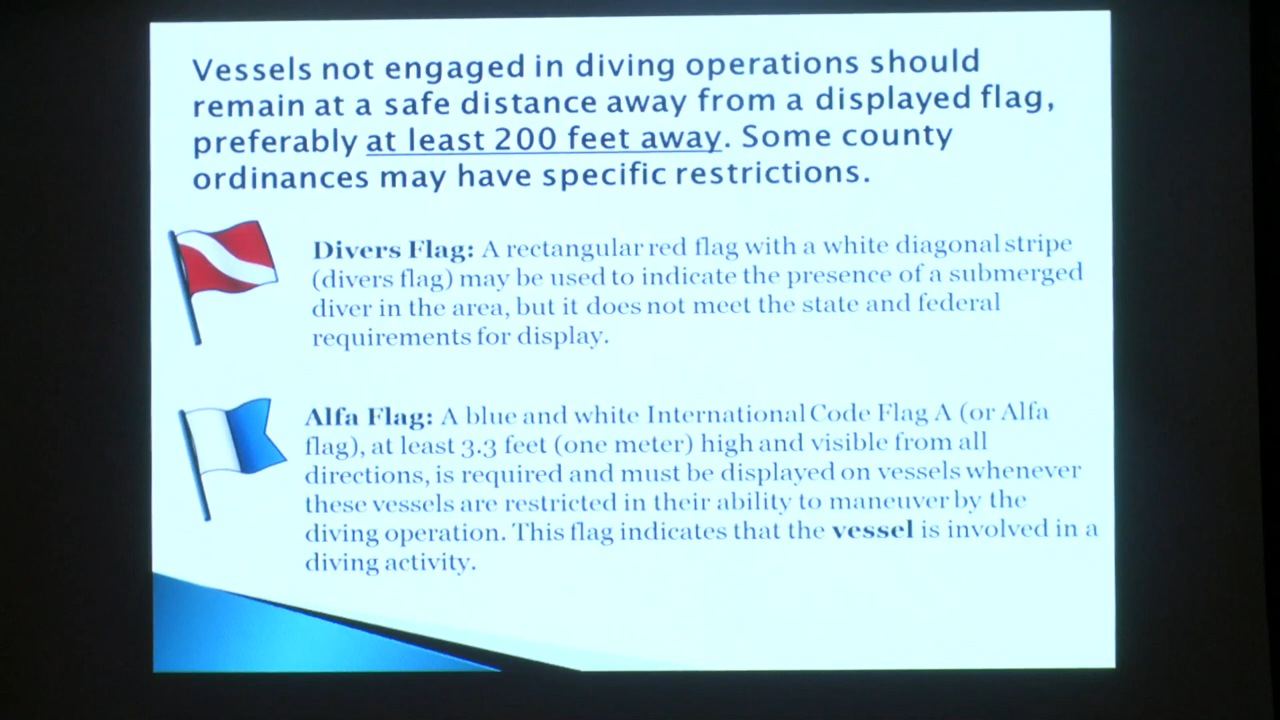 Vessels not engaged in diving operations should
remain at a safe distance away from a displayed flag,
preferably at least 200 feet away. Some county
ordinances may have specific restrictions.
Divers Flag: A rectangular red flag with a white diagonal stripe
(divers flag) may be used to indicate the presence of a submerged
diver in the area, but it does not meet the state and federal
requirements for display.
Alfa Flag: A blue and white International Code Flag A (or Alfa
flag), at least 3.3 feet (one meter) high and visible from all
directions, is required and must be displayed on vessels whenever
these vessels are restricted in their ability to maneuver by the
diving operation. This flag indicates that the vessel is involved in a
diving activity.